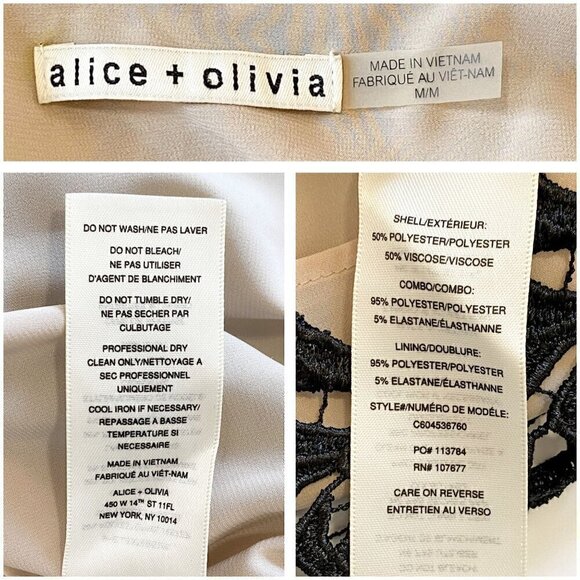 alice + olivia
MADE IN VIETNAM
FABRIQUÉ AU VIÊT-NAM
M/M
DO NOT WASH/NE PAS LAVER
DO NOT BLEACH/
NE PAS UTILISER
D'AGENT DE BLANCHIMENT
DO NOT TUMBLE DRY/
NE PAS SECHER PAR
CULBUTAGE
PROFESSIONAL DRY
CLEAN ONLY/NETTOYAGE A
SEC PROFESSIONNEL
UNIQUEMENT
COOL IRON IF NECESSARY/
REPASSAGE A BASSE
TEMPERATURE SI
NECESSAIRE
MADE IN VIETNAM
FABRIQUÉ AU VIÊT-NAM
ALICE + OLIVIA
450 W 14TH ST 11FL
NEW YORK, NY 10014
SHELL/EXTÉRIEUR:
50% POLYESTER/POLYESTER
50% VISCOSE/VISCOSE
COMBO/COMBO:
95% POLYESTER/POLYESTER
5% ELASTANE/ÉLASTHANNE
LINING/DOUBLURE:
95% POLYESTER/POLYESTER
5% ELASTANE/ÉLASTHANNE
STYLE#/NUMÉRO DE MODÈLE:
C604536760
PO# 113784
RN# 107677
CARE ON REVERSE
ENTRETIEN AU VERSO